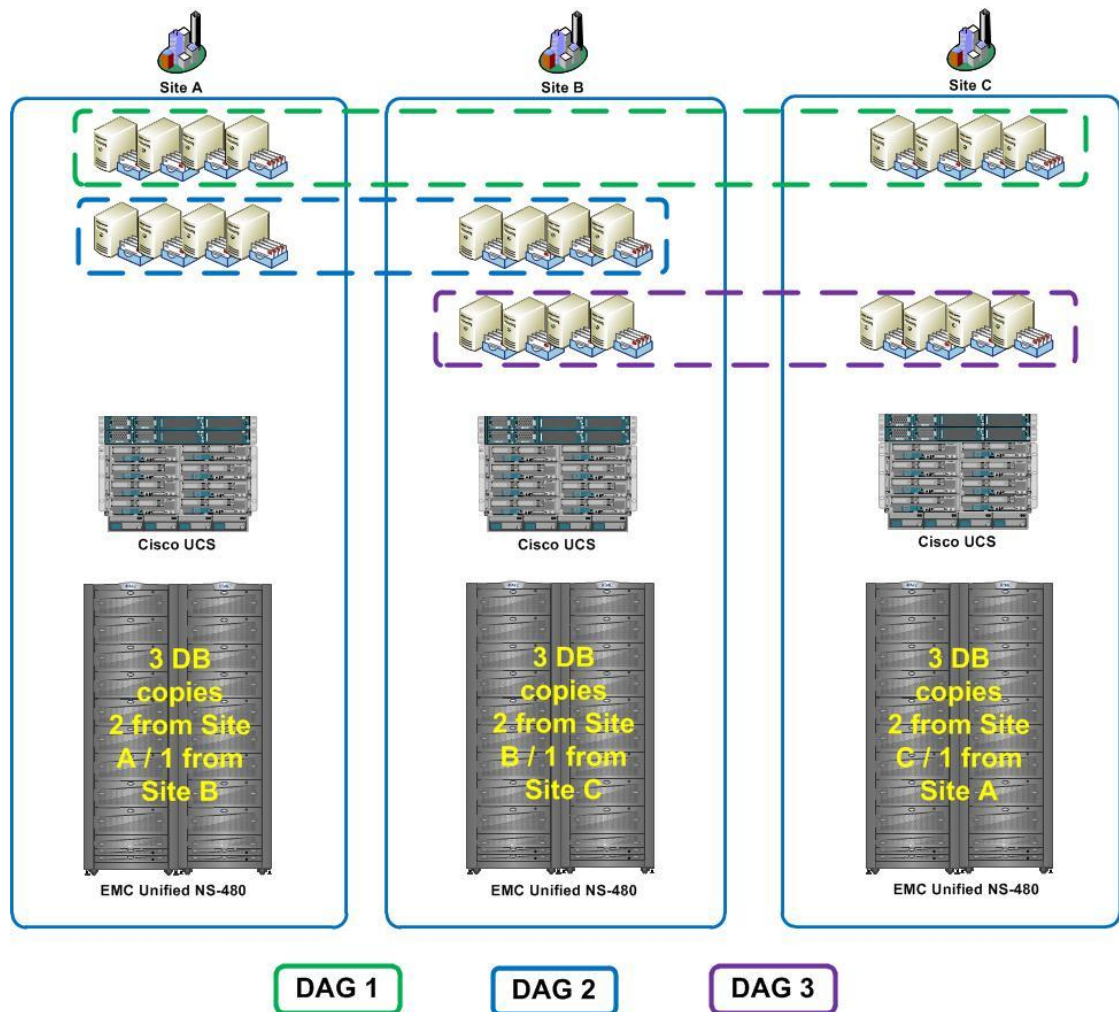 Site A
Site B
Site C
Cisco UCS
Cisco UCS
Cisco UCS
3 DB
copies
2 from Site
A / 1 from
Site B
3 DB
copies
2 from Site
B / 1 from
Site C
3 DB
copies
2 from Site
C / 1 from
Site A
EMC Unified NS-480
EMC Unified NS-480
EMC Unified NS-480
DAG 1
DAG 2
DAG 3